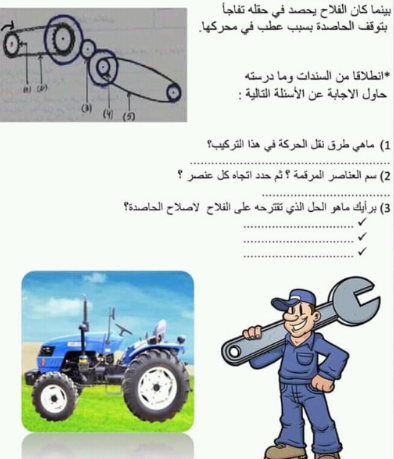 بينما كان الفلاح يحصد في حقله تفاجأ
بتوقف الحاصدة بسبب عطب في محركها.
*انطلاقا من السندات وما درسته
حاول الاجابة عن الأسئلة التالية :
(1)
(3)
(4)
(5)
1) ماهي طرق نقل الحركة في هذا التركيب؟
2) سم العناصر المرقمة ؟ ثم حدد اتجاه كل عنصر ؟
3) برأيك ماهو الحل الذي تقترحه على الفلاح لاصلاح الحاصدة؟